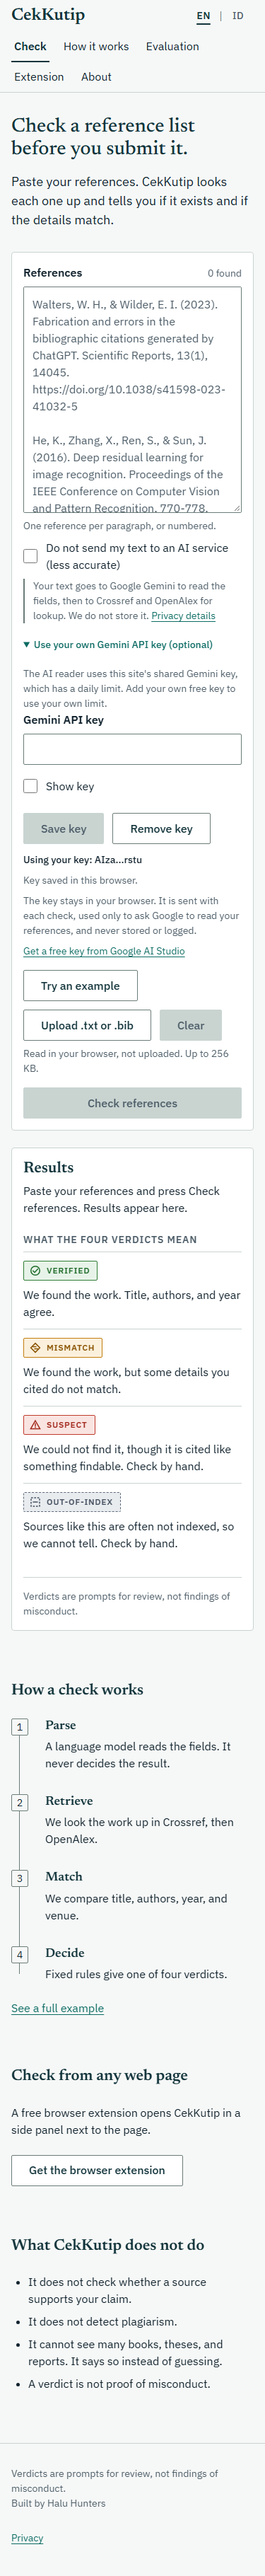 CekKutip
EN | ID
Check How it works Evaluation
Extension About
Check a reference list
before you submit it.
Paste your references. CekKutip looks
each one up and tells you if it exists and if
the details match.
References 0 found
Walters, W. H., & Wilder, E. I. (2023).
Fabrication and errors in the
bibliographic citations generated by
ChatGPT. Scientific Reports, 13(1),
14045.
https://doi.org/10.1038/s41598-023-
41032-5
He, K., Zhang, X., Ren, S., & Sun, J.
(2016). Deep residual learning for
image recognition. Proceedings of the
IEEE Conference on Computer Vision
and Pattern Recognition, 770-778.
One reference per paragraph, or numbered.
Do not send my text to an AI service
(less accurate)
Your text goes to Google Gemini to read the
fields, then to Crossref and OpenAlex for
lookup. We do not store it. Privacy details
▼ Use your own Gemini API key (optional)
The AI reader uses this site's shared Gemini key,
which has a daily limit. Add your own free key to
use your own limit.
Gemini API key
Show key
Save key Remove key
Using your key: AIza…rstu
Key saved in this browser.
The key stays in your browser. It is sent with
each check, used only to ask Google to read your
references, and never stored or logged.
Get a free key from Google AI Studio
Try an example
Upload .txt or .bib Clear
Read in your browser, not uploaded. Up to 256
KB.
Check references
Results
Paste your references and press Check
references. Results appear here.
WHAT THE FOUR VERDICTS MEAN
VERIFIED
We found the work. Title, authors, and year
agree.
MISMATCH
We found the work, but some details you
cited do not match.
SUSPECT
We could not find it, though it is cited like
something findable. Check by hand.
OUT-OF-INDEX
Sources like this are often not indexed, so
we cannot tell. Check by hand.
Verdicts are prompts for review, not findings of
misconduct.
How a check works
1 Parse
A language model reads the fields. It
never decides the result.
2 Retrieve
We look the work up in Crossref, then
OpenAlex.
3 Match
We compare title, authors, year, and
venue.
4 Decide
Fixed rules give one of four verdicts.
See a full example
Check from any web page
A free browser extension opens CekKutip in a
side panel next to the page.
Get the browser extension
What CekKutip does not do
• It does not check whether a source
supports your claim.
• It does not detect plagiarism.
• It cannot see many books, theses, and
reports. It says so instead of guessing.
• A verdict is not proof of misconduct.
Verdicts are prompts for review, not findings of
misconduct.
Built by Halu Hunters
Privacy